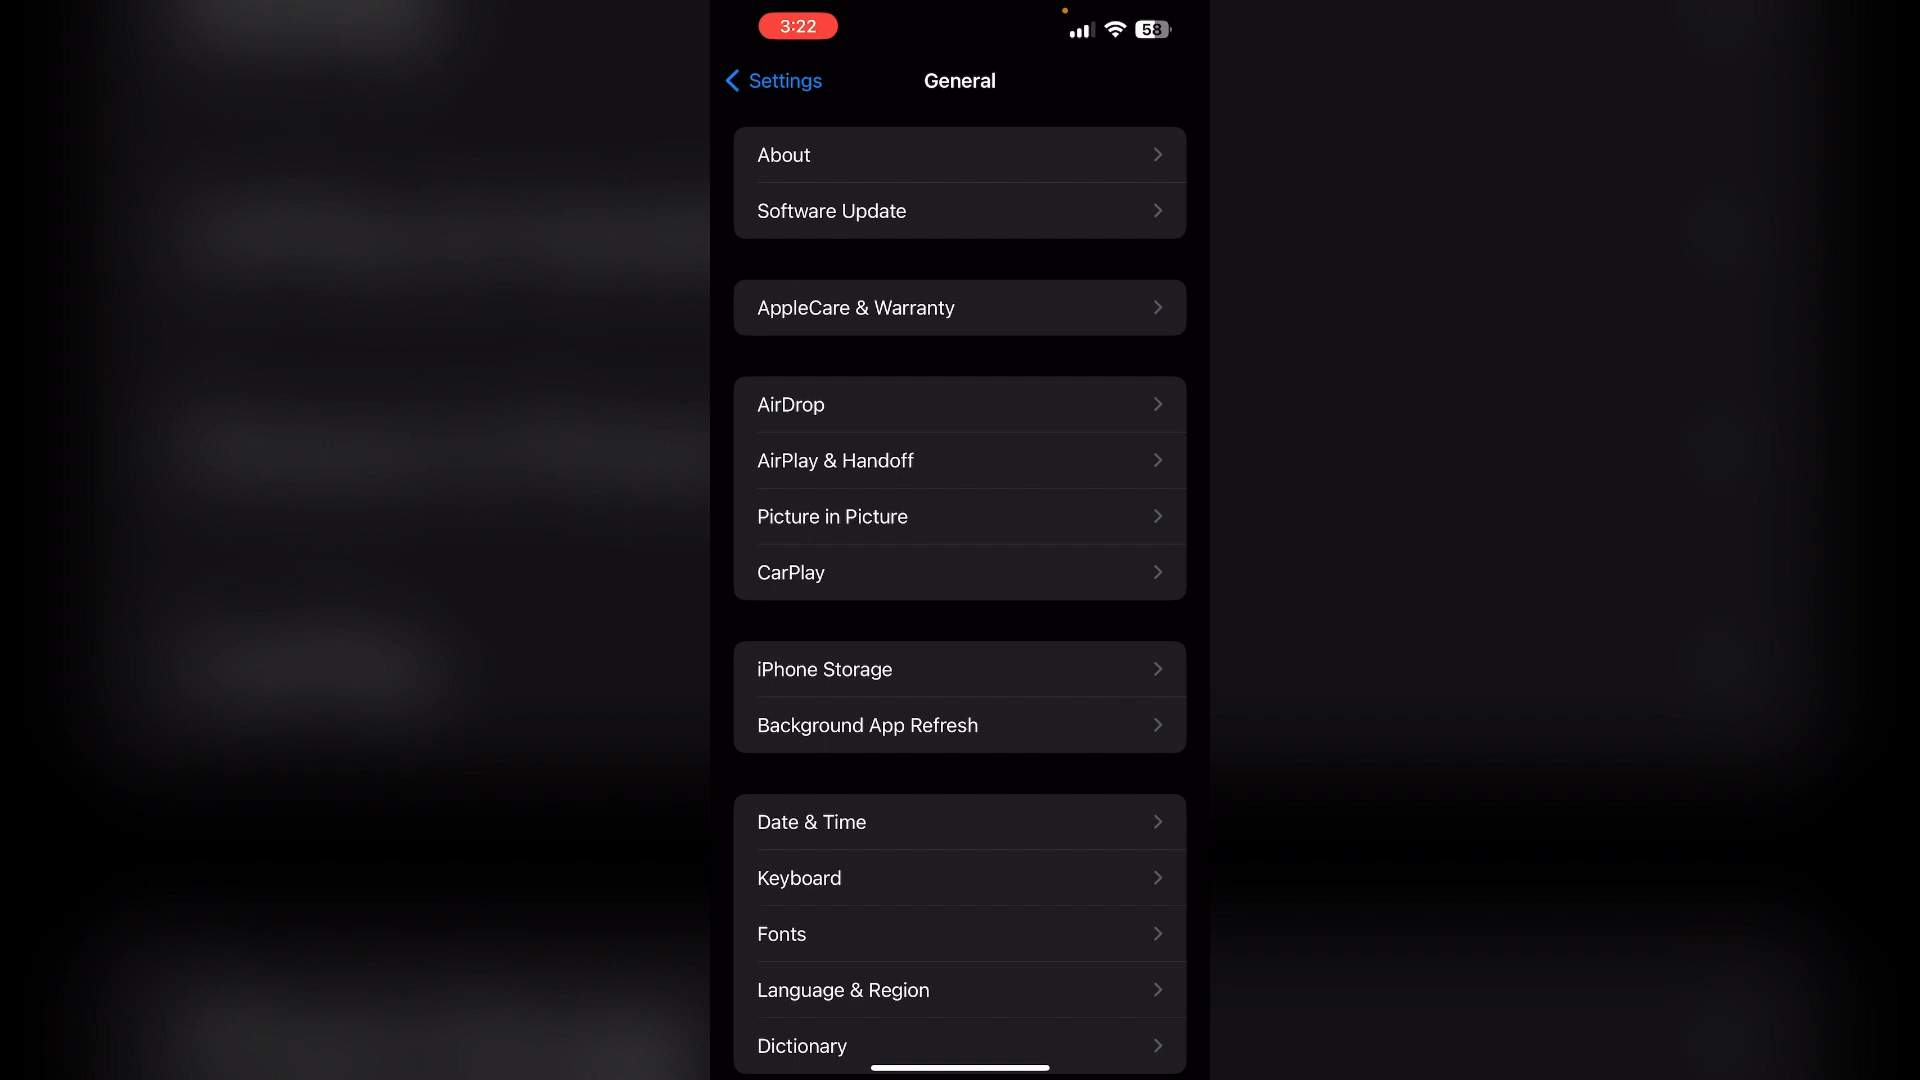 3:22
58
Settings
General
About
Software Update
AppleCare & Warranty
AirDrop
AirPlay & Handoff
Picture in Picture
CarPlay
iPhone Storage
Background App Refresh
Date & Time
Keyboard
Fonts
Language & Region
Dictionary